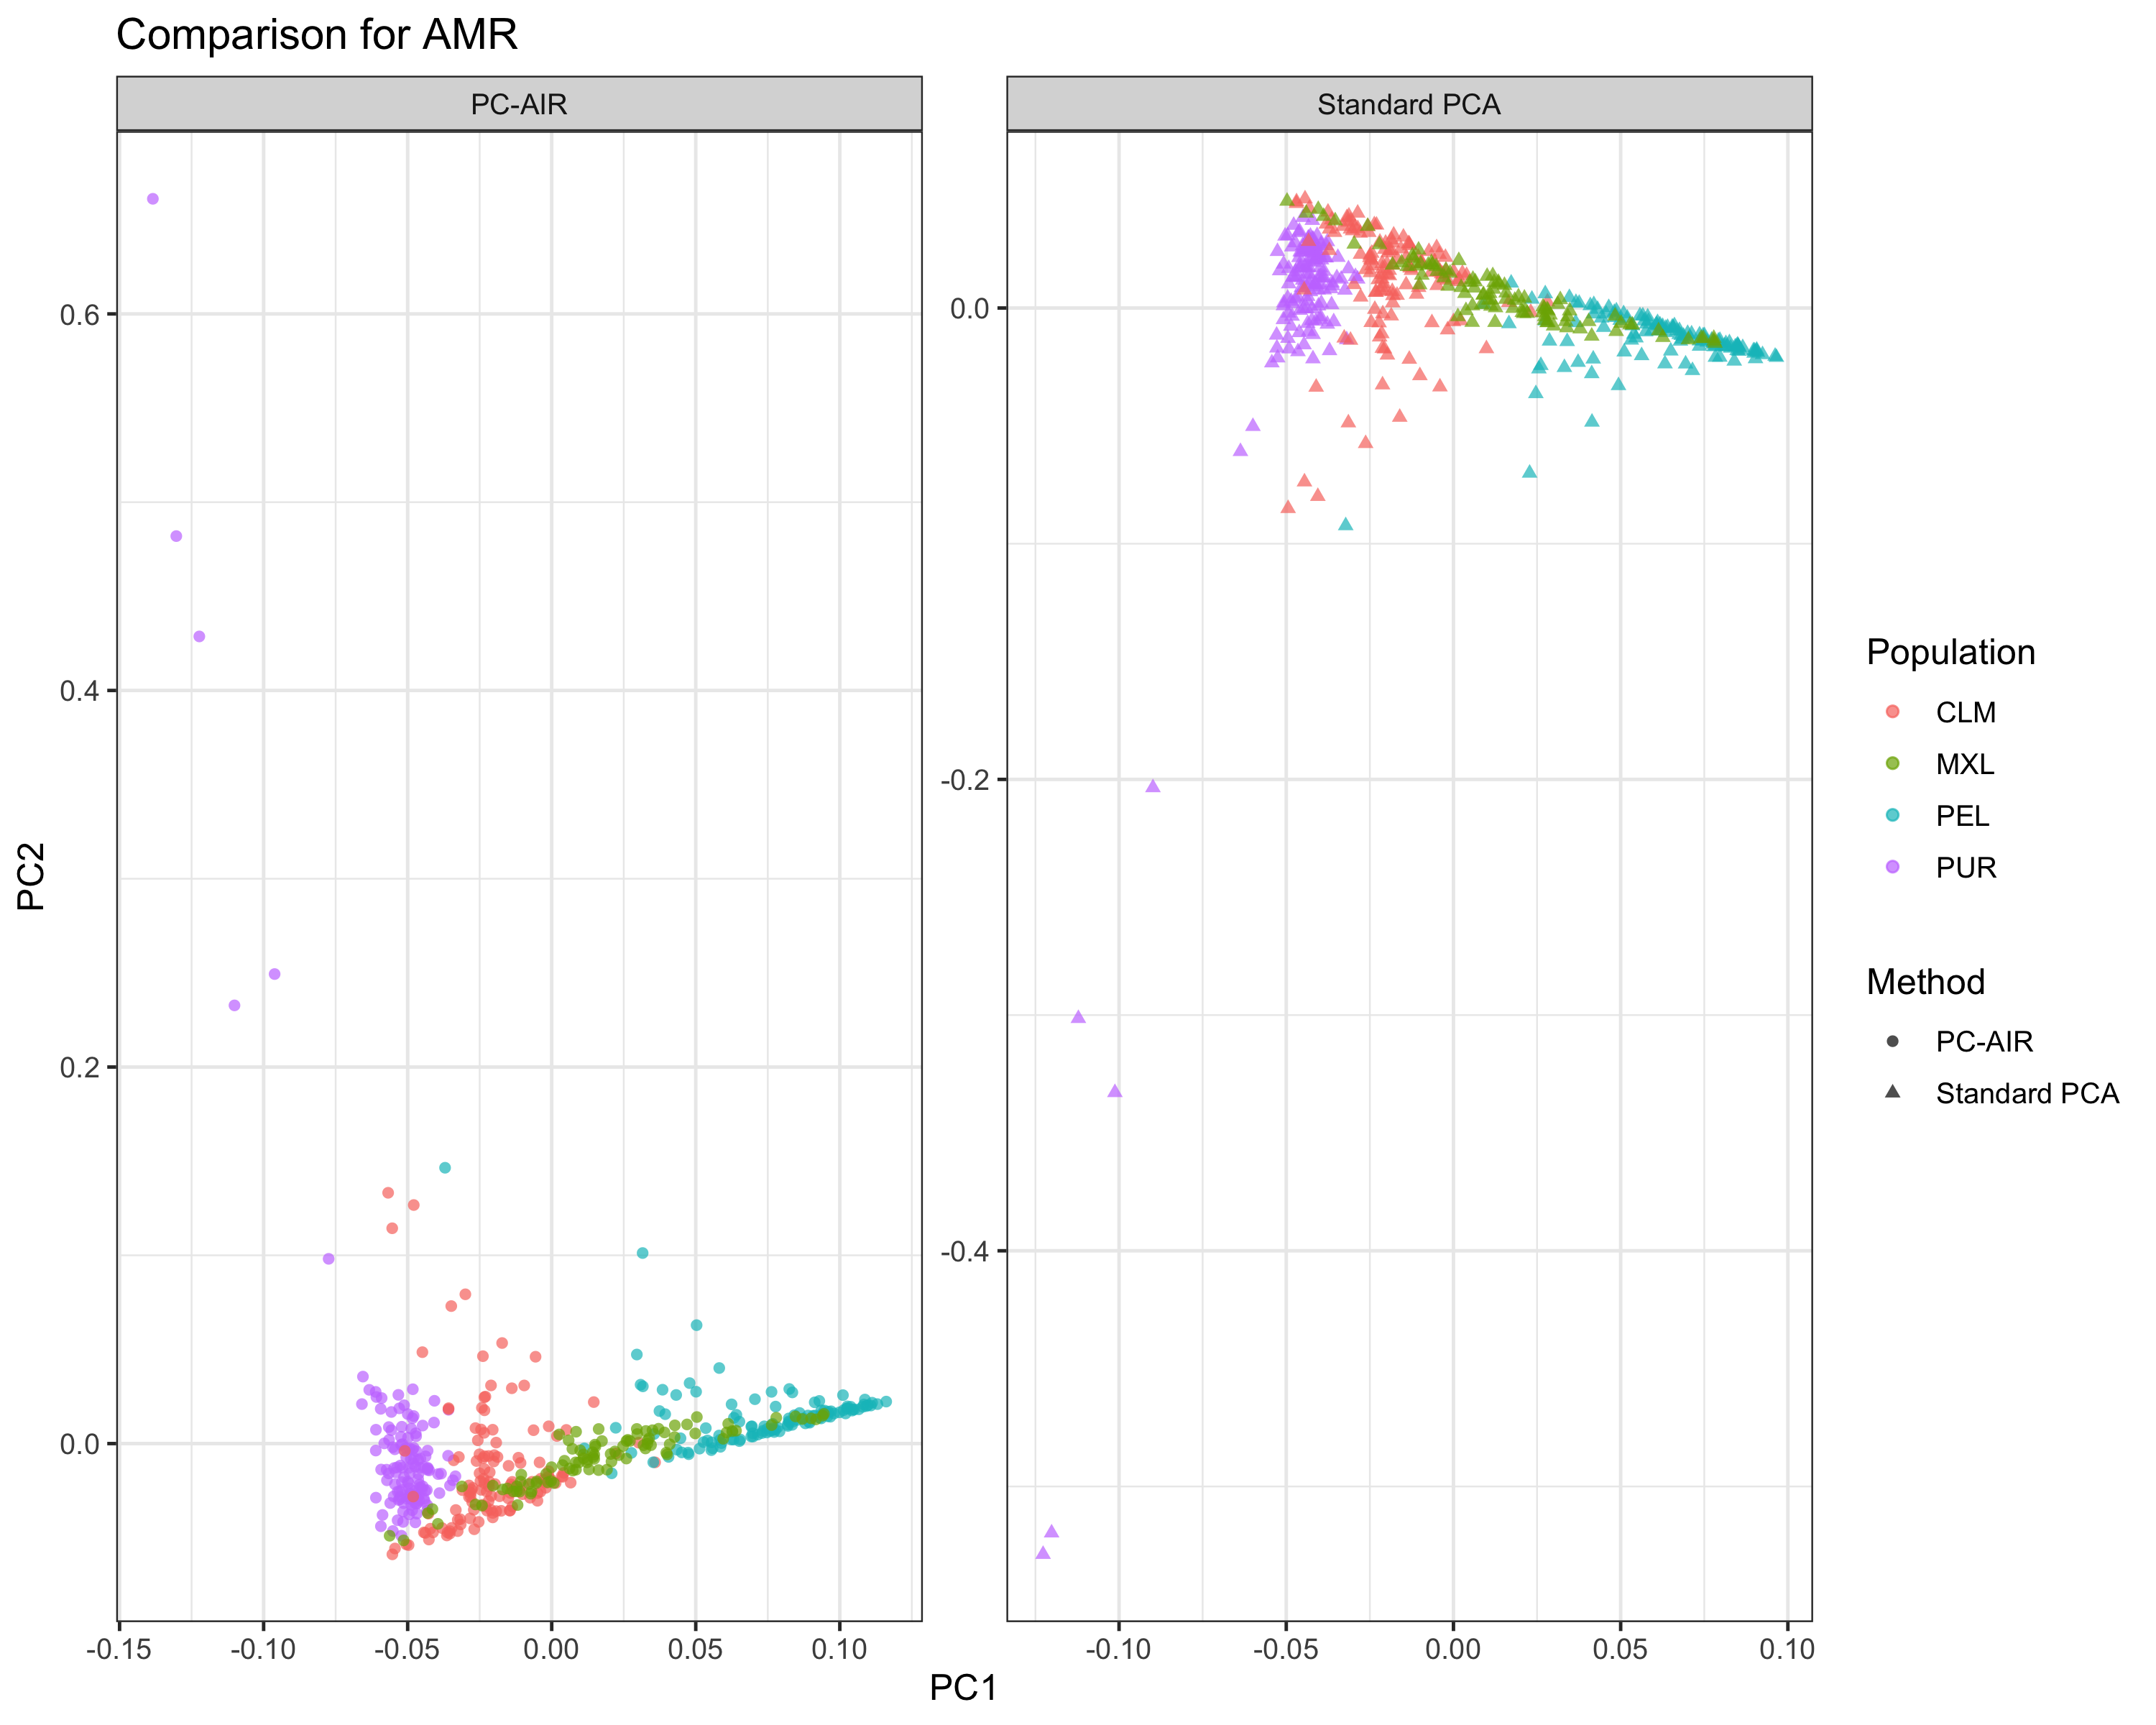 Comparison for AMR
PC-AIR
Standard PCA
0.6
0.4
0.2
0.0
0.0
-0.2
-0.4
PC2
-0.15 -0.10 -0.05 0.00 0.05 0.10
-0.10 -0.05 0.00 0.05 0.10
PC1
Population
CLM
MXL
PEL
PUR
Method
PC-AIR
Standard PCA